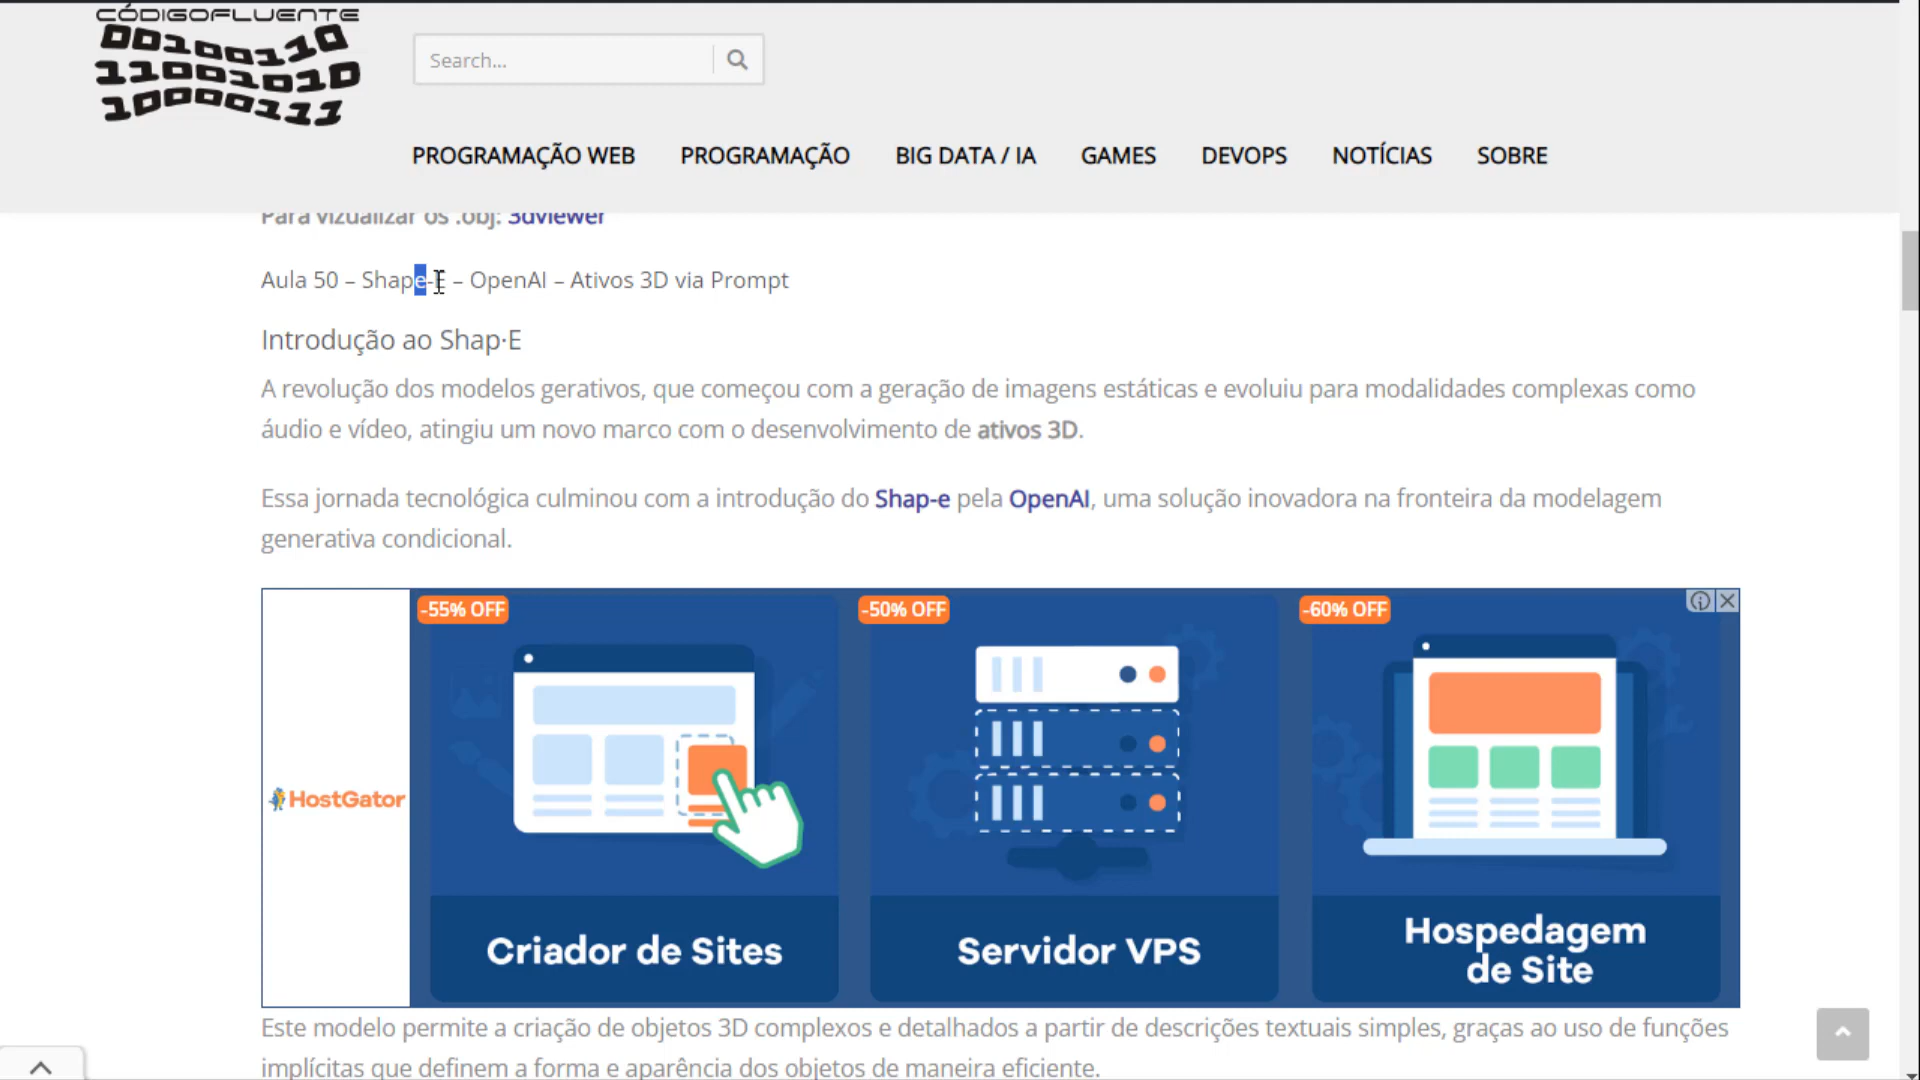 CÓDIGOFLUENTE
00100110
11001010
10000111
Search...
PROGRAMAÇÃO WEB PROGRAMAÇÃO BIG DATA / IA GAMES DEVOPS NOTÍCIAS SOBRE
Para vizualizar os .obj: 3dviewer
Aula 50 – Shape-E – OpenAI – Ativos 3D via Prompt
Introdução ao Shap·E
A revolução dos modelos gerativos, que começou com a geração de imagens estáticas e evoluiu para modalidades complexas como
áudio e vídeo, atingiu um novo marco com o desenvolvimento de ativos 3D.
Essa jornada tecnológica culminou com a introdução do Shap-e pela OpenAI, uma solução inovadora na fronteira da modelagem
generativa condicional.
-55% OFF -50% OFF -60% OFF
HostGator
Criador de Sites
Servidor VPS
Hospedagem
de Site
Este modelo permite a criação de objetos 3D complexos e detalhados a partir de descrições textuais simples, graças ao uso de funções
implícitas que definem a forma e aparência dos objetos de maneira eficiente.